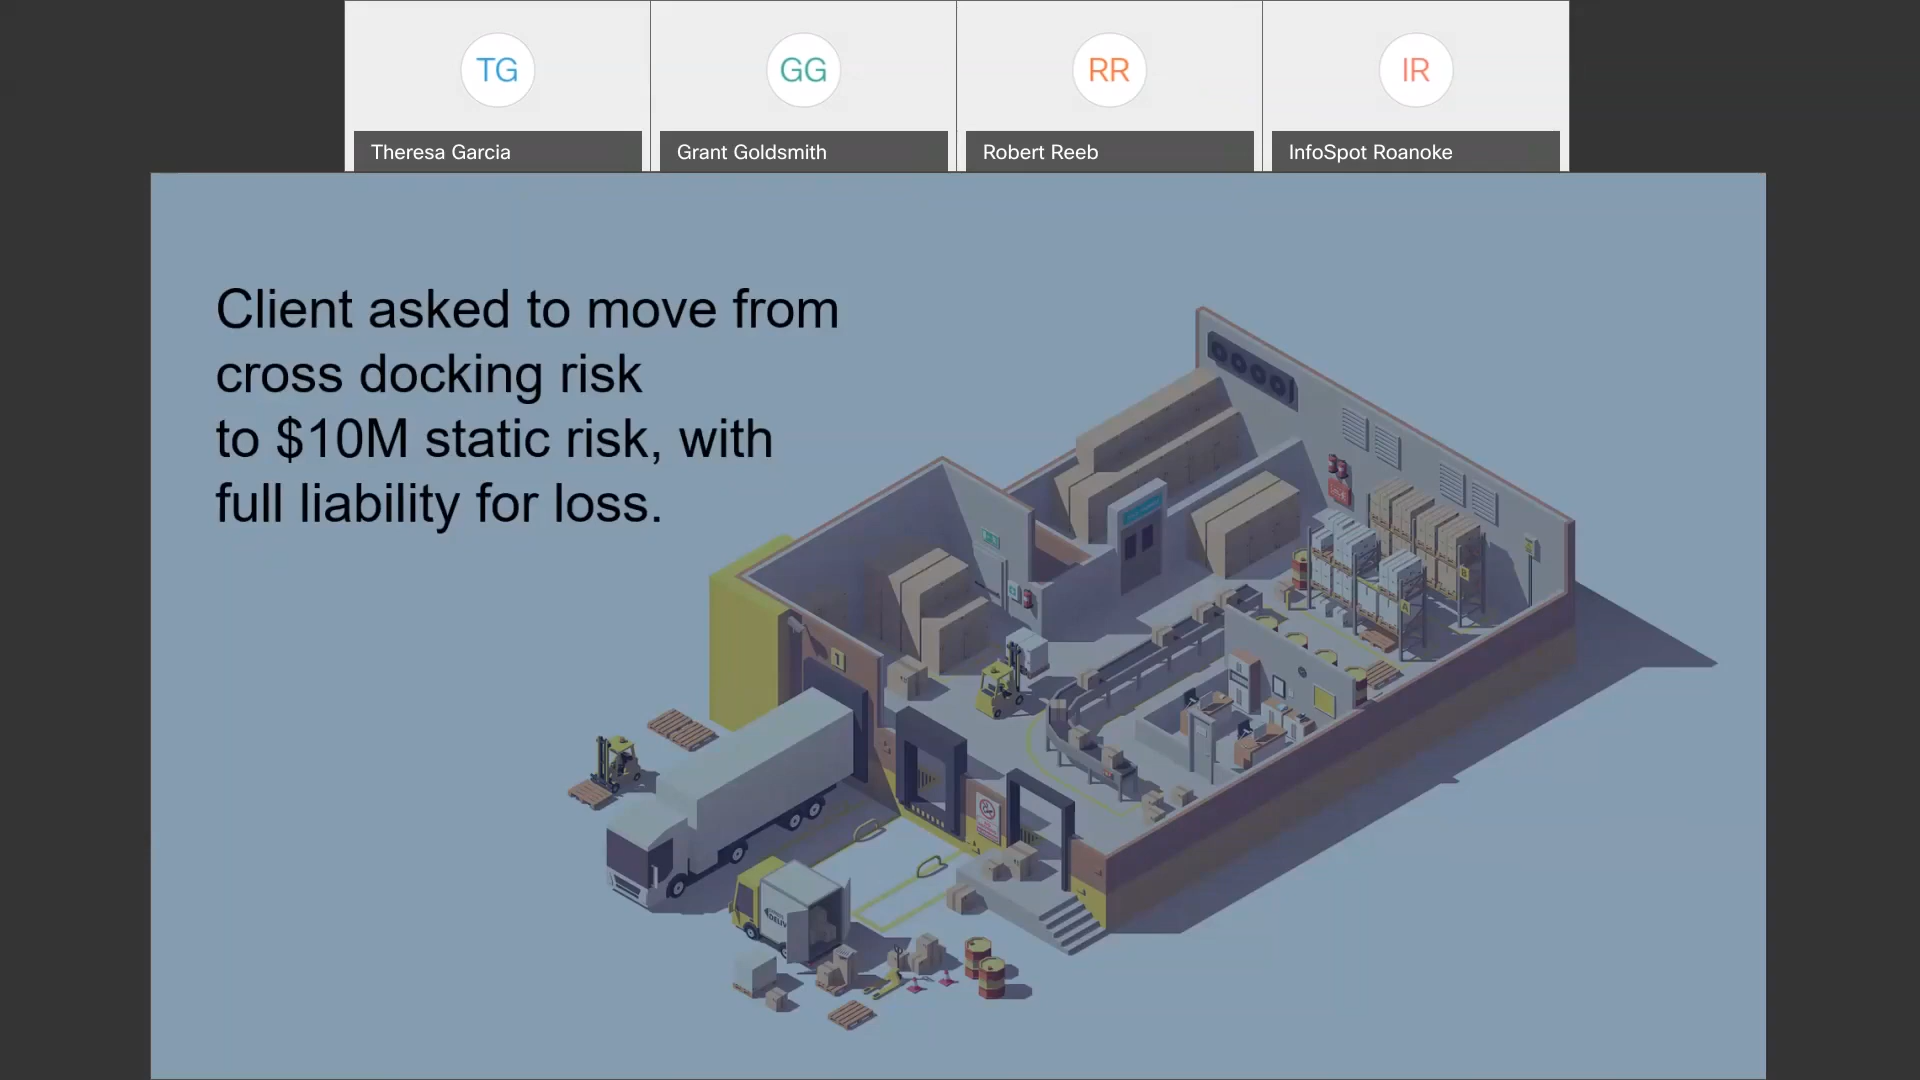 TG
GG
RR
IR
Theresa Garcia
Grant Goldsmith
Robert Reeb
InfoSpot Roanoke
Client asked to move from
cross docking risk
to $10M static risk, with
full liability for loss.
1
B
A